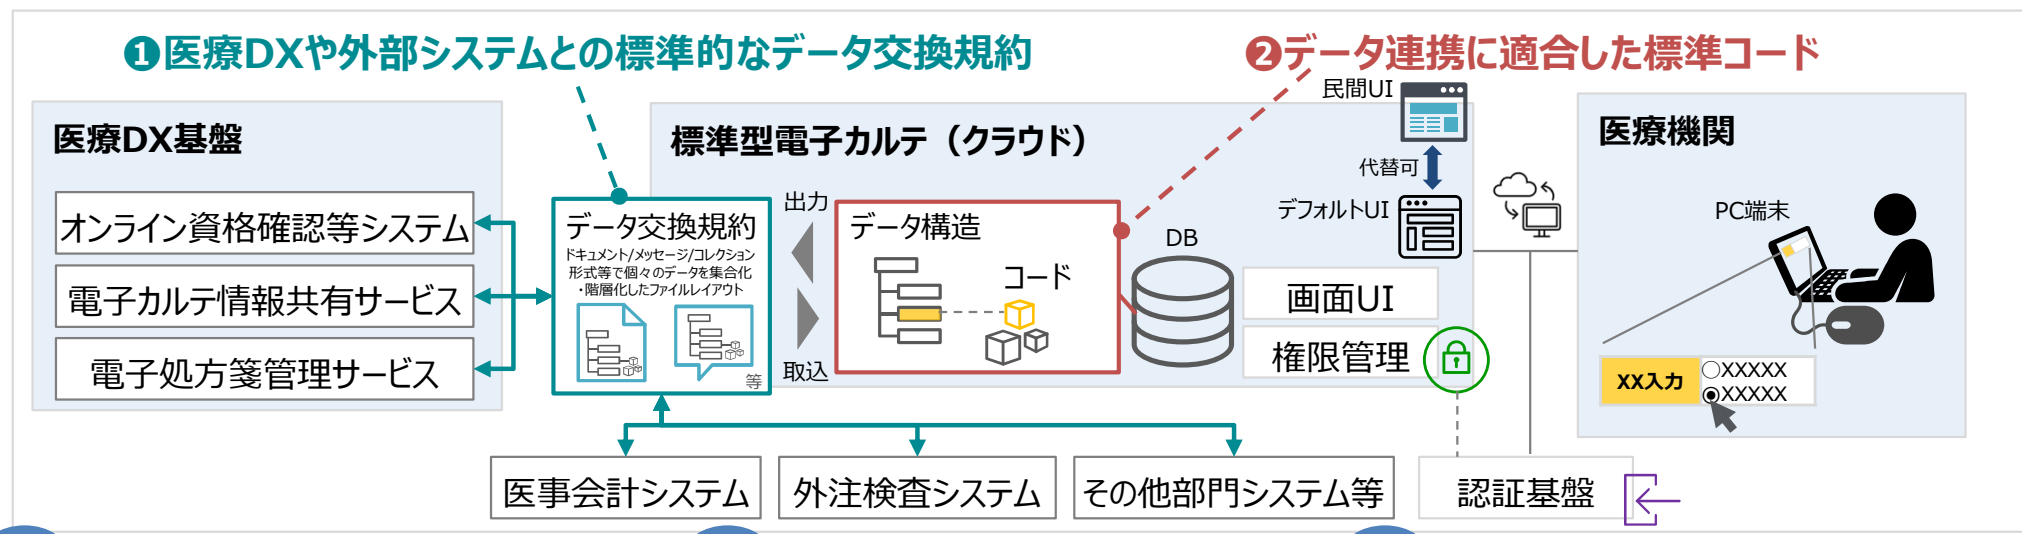 ❶医療DXや外部システムとの標準的なデータ交換規約
❷データ連携に適合した標準コード
医療DX基盤
オンライン資格確認等システム
電子カルテ情報共有サービス
電子処方箋管理サービス
標準型電子カルテ（クラウド）
データ交換規約
ドキュメント/メッセージ/コレクション
形式等で個々のデータを集合化
・階層化したファイルレイアウト
等
出力
取込
データ構造
コード
DB
民間UI
代替可
デフォルトUI
画面UI
権限管理
医療機関
PC端末
XX入力
○XXXXX
◉XXXXX
医事会計システム
外注検査システム
その他部門システム等
認証基盤